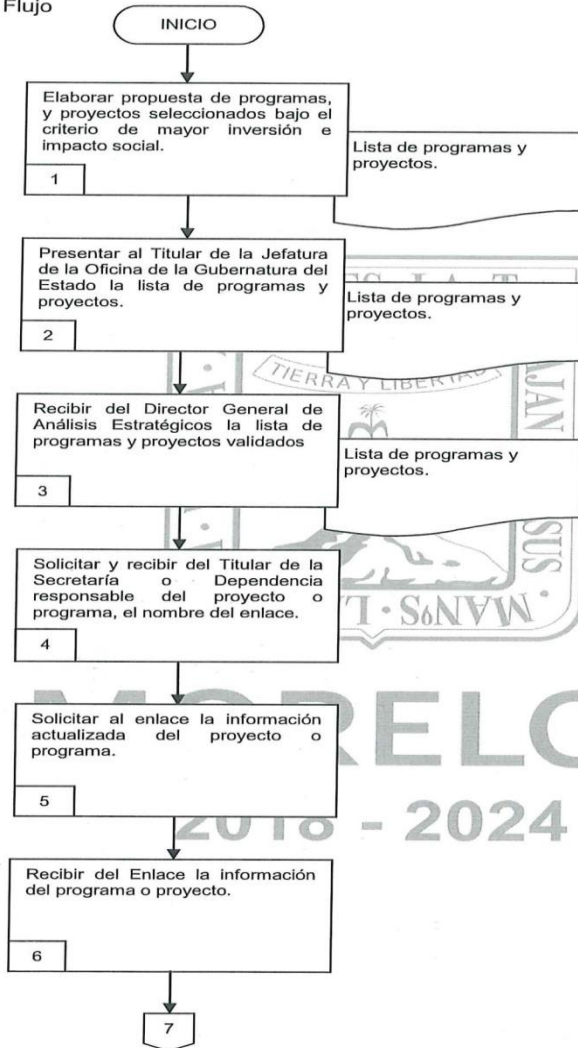 Flujo
INICIO
Elaborar propuesta de programas,
y proyectos seleccionados bajo el
criterio de mayor inversión e
impacto social.
1
Lista de programas y
proyectos.
Presentar al Titular de la Jefatura
de la Oficina de la Gubernatura del
Estado la lista de programas y
proyectos.
2
Lista de programas y
proyectos.
TIERRA Y LIBERTAD
Recibir del Director General de
Análisis Estratégicos la lista de
programas y proyectos validados
3
Lista de programas y
proyectos.
Solicitar y recibir del Titular de la
Secretaría o Dependencia
responsable del proyecto o
programa, el nombre del enlace.
4
Solicitar al enlace la información
actualizada del proyecto o
programa.
5
2018 - 2024
Recibir del Enlace la información
del programa o proyecto.
6
7